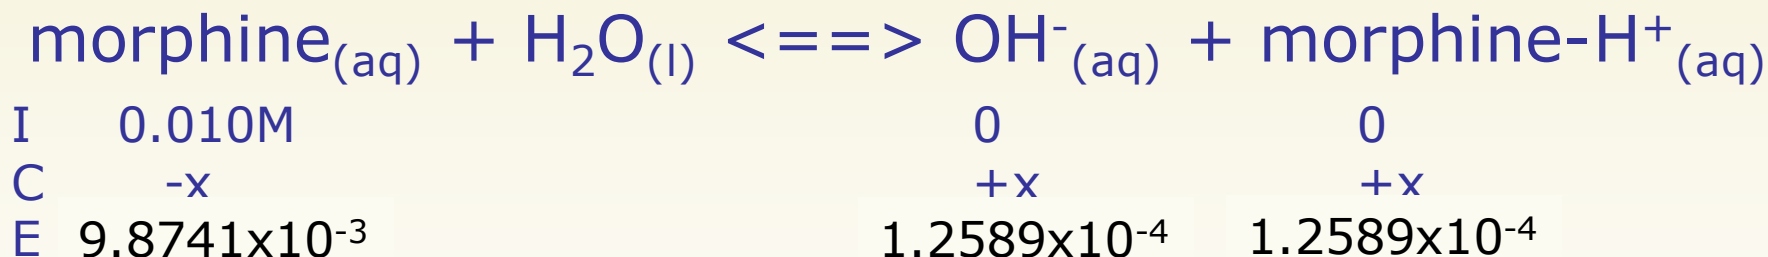 morphine(aq) + H₂O(l) <==> OH⁻(aq) + morphine-H⁺(aq)
I 0.010M 0 0
C -x +x +x
E 9.8741x10⁻³ 1.2589x10⁻⁴ 1.2589x10⁻⁴